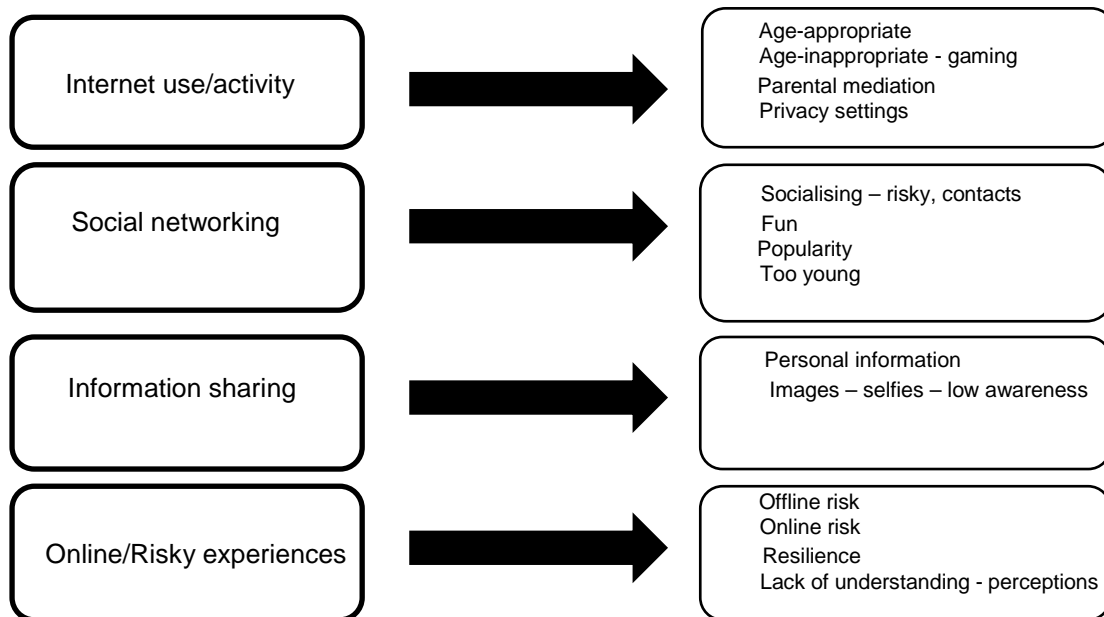 Internet use/activity
Age-appropriate
Age-inappropriate - gaming
Parental mediation
Privacy settings
Social networking
Socialising – risky, contacts
Fun
Popularity
Too young
Information sharing
Personal information
Images – selfies – low awareness
Online/Risky experiences
Offline risk
Online risk
Resilience
Lack of understanding - perceptions